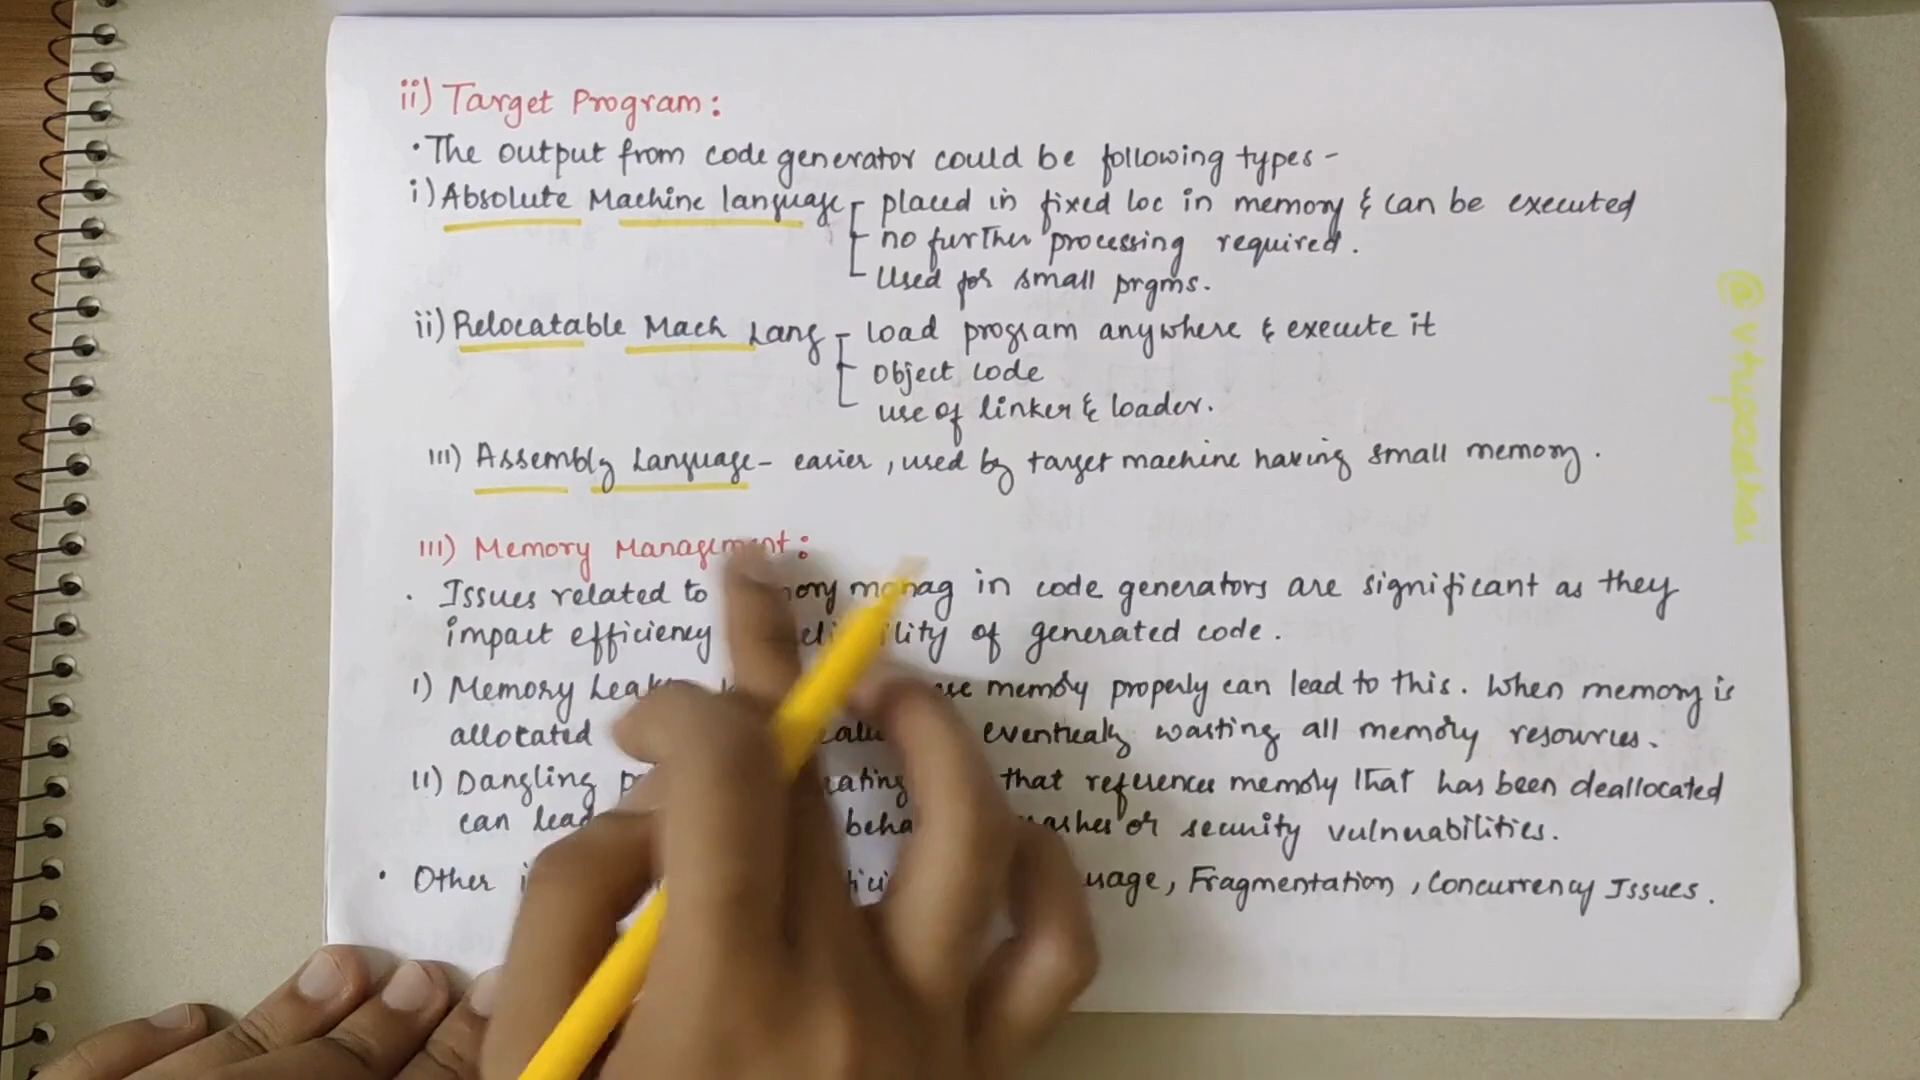 ii) Target Program:
• The output from code generator could be following types -
i) Absolute Machine language - placed in fixed loc in memory & can be executed
- no further processing required.
- Used for small prgms.
ii) Relocatable Mach Lang - load program anywhere & execute it
- object code
- use of linker & loader.
III) Assembly Language - easier, used by target machine having small memory.
III) Memory Management:
• Issues related to manag in code generators are significant as they
impact efficiency of generated code.
I) Memory memory properly can lead to this. When memory is
allocated eventually wasting all memory resources.
II) Dangling that references memory that has been deallocated
can or security vulnerabilities.
• Other Fragmentation, Concurrency Issues.
@vtupadhai